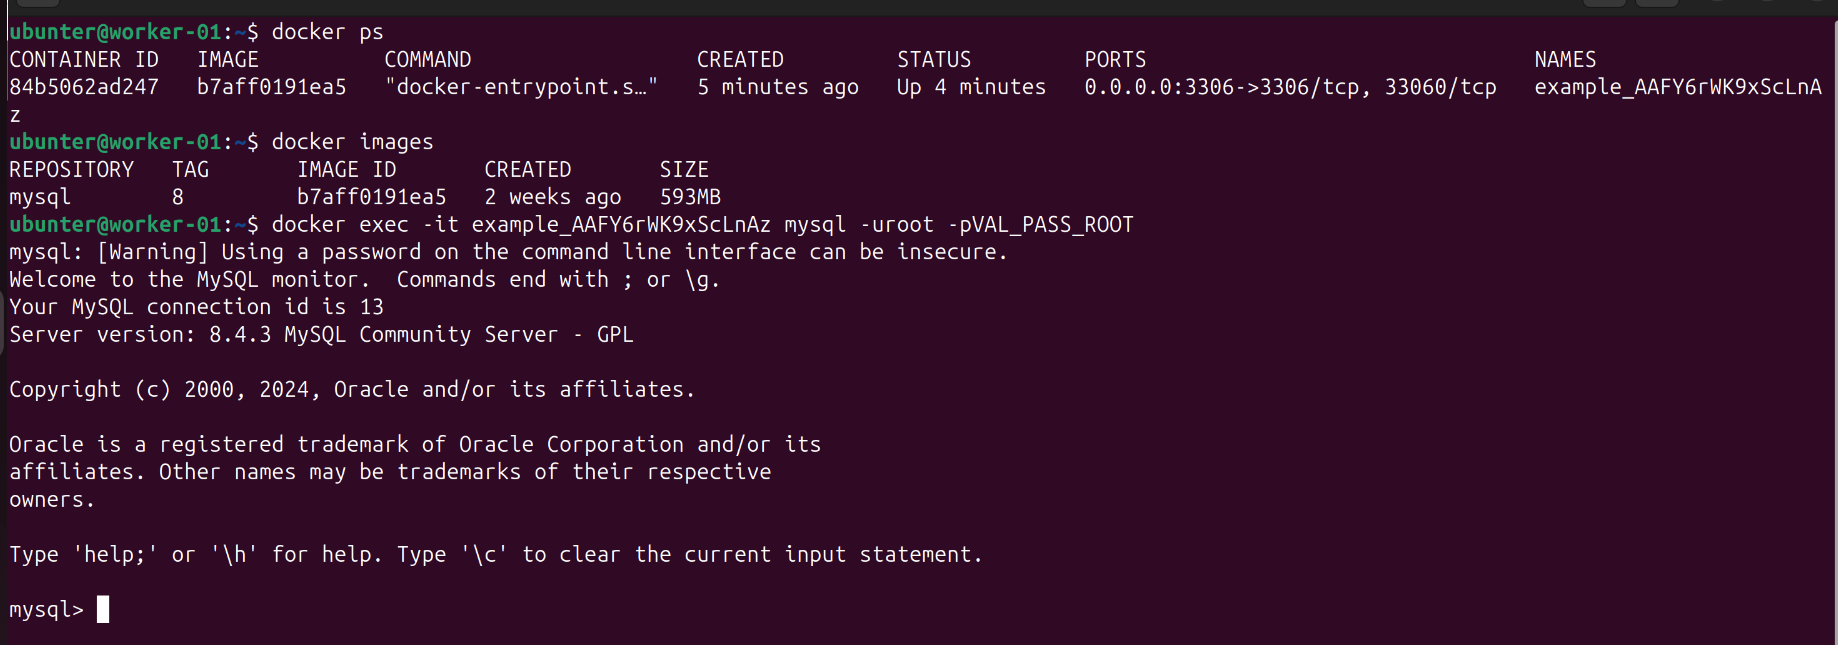 ubunter@worker-01:~$ docker ps
CONTAINER ID   IMAGE          COMMAND                  CREATED         STATUS         PORTS                               NAMES
84b5062ad247   b7aff0191ea5   "docker-entrypoint.s…"   5 minutes ago   Up 4 minutes   0.0.0.0:3306->3306/tcp, 33060/tcp   example_AAFY6rWK9xScLnA
z
ubunter@worker-01:~$ docker images
REPOSITORY   TAG       IMAGE ID       CREATED       SIZE
mysql        8         b7aff0191ea5   2 weeks ago   593MB
ubunter@worker-01:~$ docker exec -it example_AAFY6rWK9xScLnAz mysql -uroot -pVAL_PASS_ROOT
mysql: [Warning] Using a password on the command line interface can be insecure.
Welcome to the MySQL monitor.  Commands end with ; or \g.
Your MySQL connection id is 13
Server version: 8.4.3 MySQL Community Server - GPL

Copyright (c) 2000, 2024, Oracle and/or its affiliates.

Oracle is a registered trademark of Oracle Corporation and/or its
affiliates. Other names may be trademarks of their respective
owners.

Type 'help;' or '\h' for help. Type '\c' to clear the current input statement.

mysql>